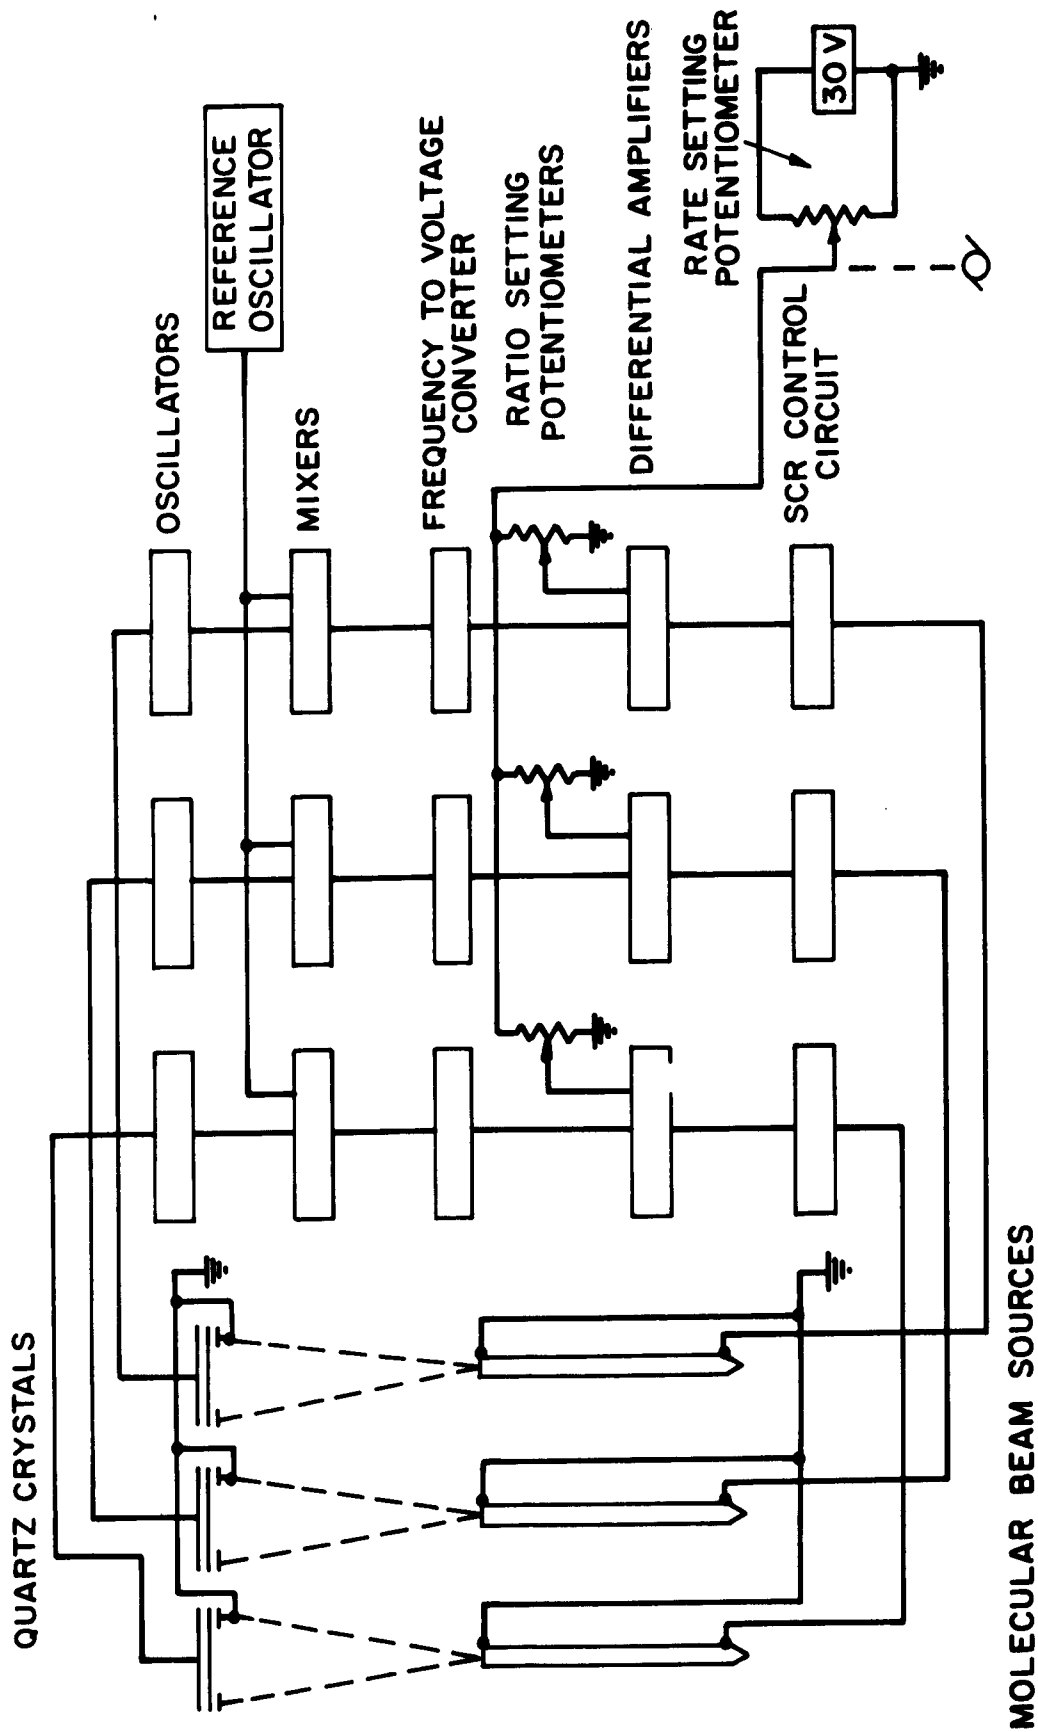 QUARTZ CRYSTALS
OSCILLATORS
REFERENCE
OSCILLATOR
MIXERS
FREQUENCY TO VOLTAGE
CONVERTER
RATIO SETTING
POTENTIOMETERS
DIFFERENTIAL AMPLIFIERS
RATE SETTING
POTENTIOMETER
30 V
SCR CONTROL
CIRCUIT
MOLECULAR BEAM SOURCES